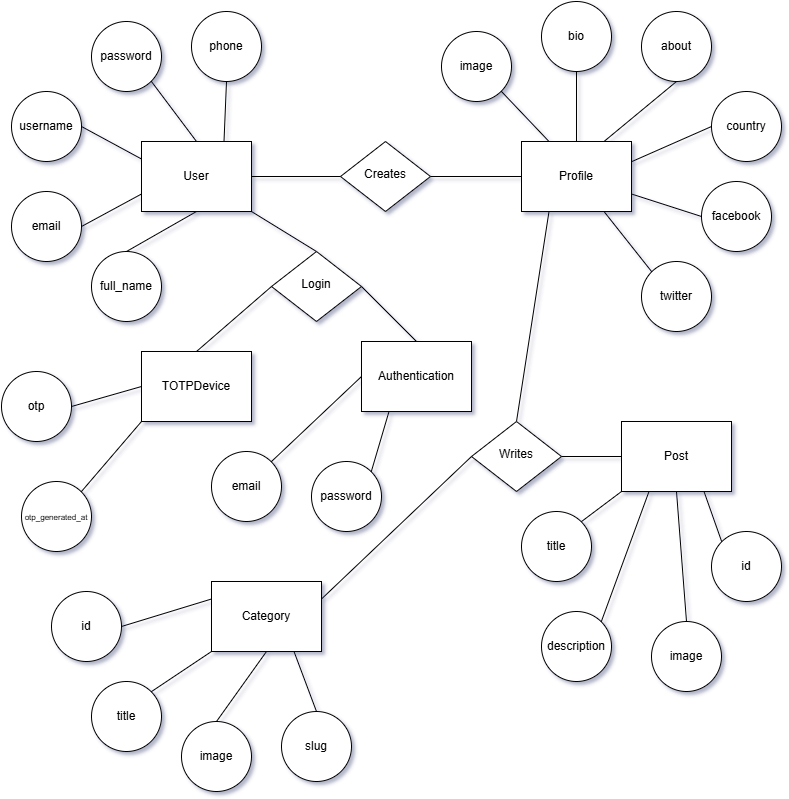 phone
password
bio
about
image
username
country
User
Creates
Profile
email
facebook
full_name
Login
twitter
TOTPDevice
Authentication
otp
Writes
Post
email
password
otp_generated_at
title
id
Category
id
description
image
title
image
slug